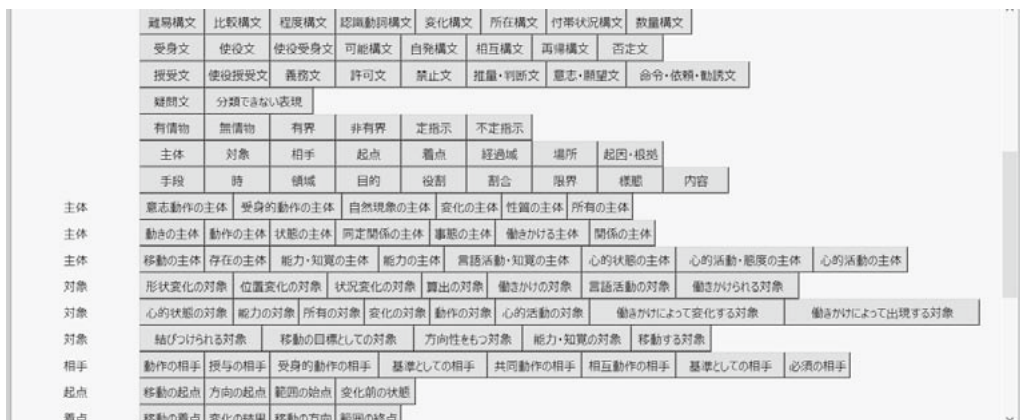 難易構文 比較構文 程度構文 認識動詞構文 変化構文 所在構文 付帯状況構文 数量構文
受身文 使役文 使役受身文 可能構文 自発構文 相互構文 再帰構文 否定文
授受文 使役授受文 義務文 許可文 禁止文 推量・判断文 意志・願望文 命令・依頼・勧誘文
疑問文 分類できない表現
有情物 無情物 有界 非有界 定指示 不定指示
主体 対象 相手 起点 着点 経過域 場所 起因・根拠
手段 時 領域 目的 役割 割合 限界 様態 内容
主体 意志動作の主体 受身的動作の主体 自然現象の主体 変化の主体 性質の主体 所有の主体
主体 動きの主体 動作の主体 状態の主体 同定関係の主体 事態の主体 働きかける主体 関係の主体
主体 移動の主体 存在の主体 能力・知覚の主体 能力の主体 言語活動・知覚の主体 心的状態の主体 心的活動・態度の主体 心的活動の主体
対象 形状変化の対象 位置変化の対象 状況変化の対象 算出の対象 働きかけの対象 言語活動の対象 働きかけられる対象
対象 心的状態の対象 能力の対象 所有の対象 変化の対象 動作の対象 心的活動の対象 働きかけによって変化する対象 働きかけによって出現する対象
対象 結びつけられる対象 移動の目標としての対象 方向性をもつ対象 能力・知覚の対象 移動する対象
相手 動作の相手 授与の相手 受身的動作の相手 基準としての相手 共同動作の相手 相互動作の相手 基準としての相手 必須の相手
起点 移動の起点 方向の起点 範囲の始点 変化前の状態
着点 移動の着点 変化の結果 移動の方向 範囲の終点